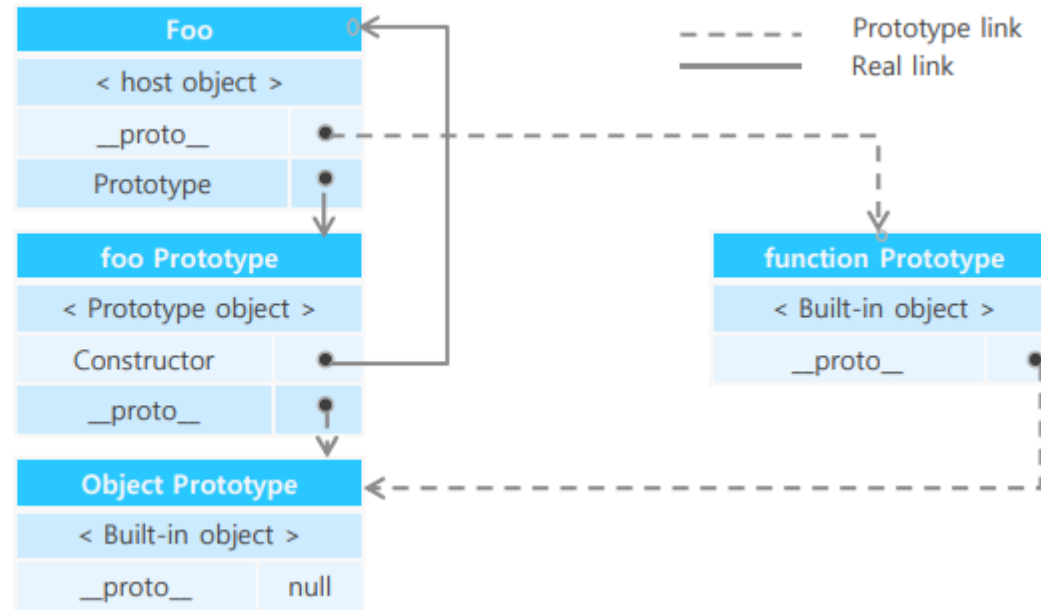 Foo
< host object >
__proto__
Prototype
foo Prototype
< Prototype object >
Constructor
__proto__
Object Prototype
< Built-in object >
__proto__ null
Prototype link
Real link
function Prototype
< Built-in object >
__proto__